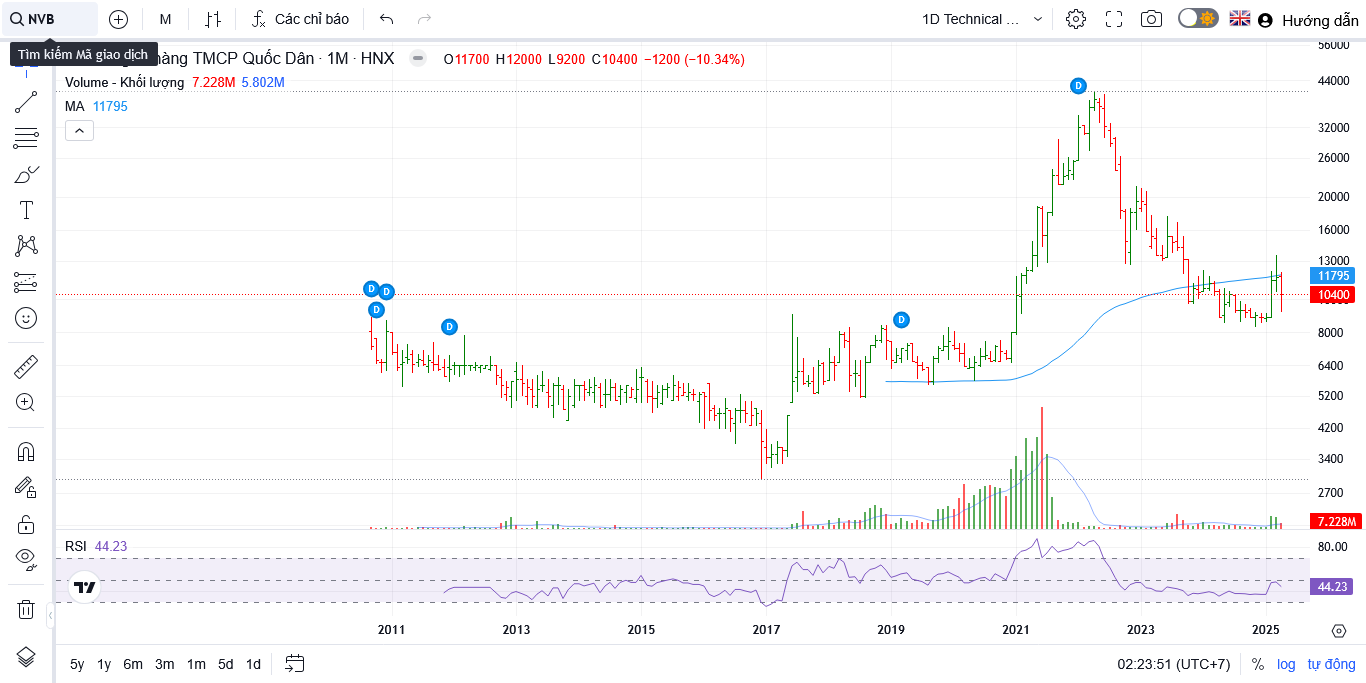 NVB M Các chỉ báo 1D Technical ... Hướng dẫn
Tìm kiếm Mã giao dịch
hàng TMCP Quốc Dân · 1M · HNX O11700 H12000 L9200 C10400 −1200 (−10.34%)
Volume - Khối lượng 7.228M 5.802M
MA 11795
56000
44000
32000
26000
20000
16000
13000
11795
10400
8000
6400
5200
4200
3400
2700
7.228M
D
D
D
D
D
D
RSI 44.23
80.00
44.23
2011 2013 2015 2017 2019 2021 2023 2025
5y 1y 6m 3m 1m 5d 1d 02:23:51 (UTC+7) % log tự động